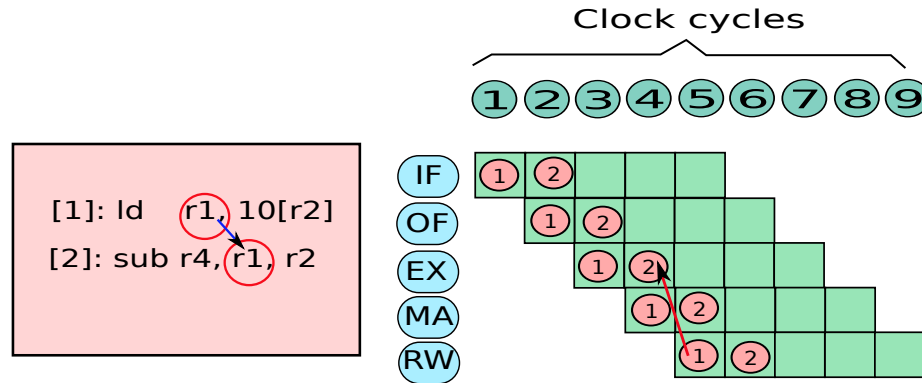 Clock cycles
1 2 3 4 5 6 7 8 9
[1]: ld r1, 10[r2]
[2]: sub r4, r1, r2
IF 1 2
OF 1 2
EX 1 2
MA 1 2
RW 1 2